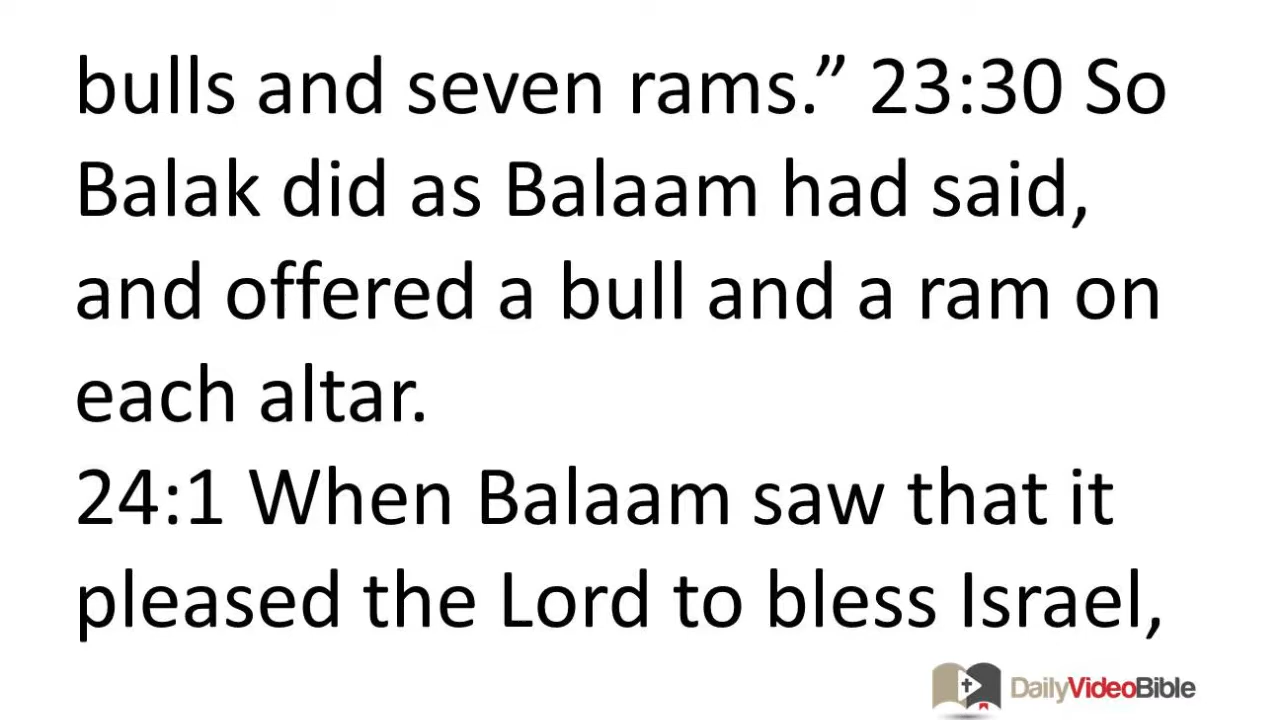 bulls and seven rams.” 23:30 So
Balak did as Balaam had said,
and offered a bull and a ram on
each altar.
24:1 When Balaam saw that it
pleased the Lord to bless Israel,
DailyVideoBible